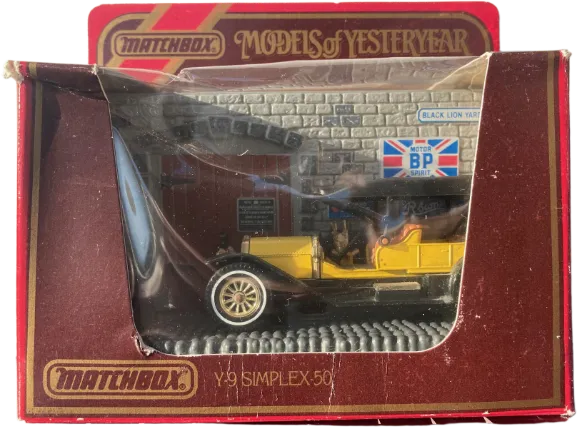 MATCHBOX
MODELS of YESTERYEAR
BLACK LION YARD
MOTOR
BP
SPIRIT
MATCHBOX
Y-9 SIMPLEX-50